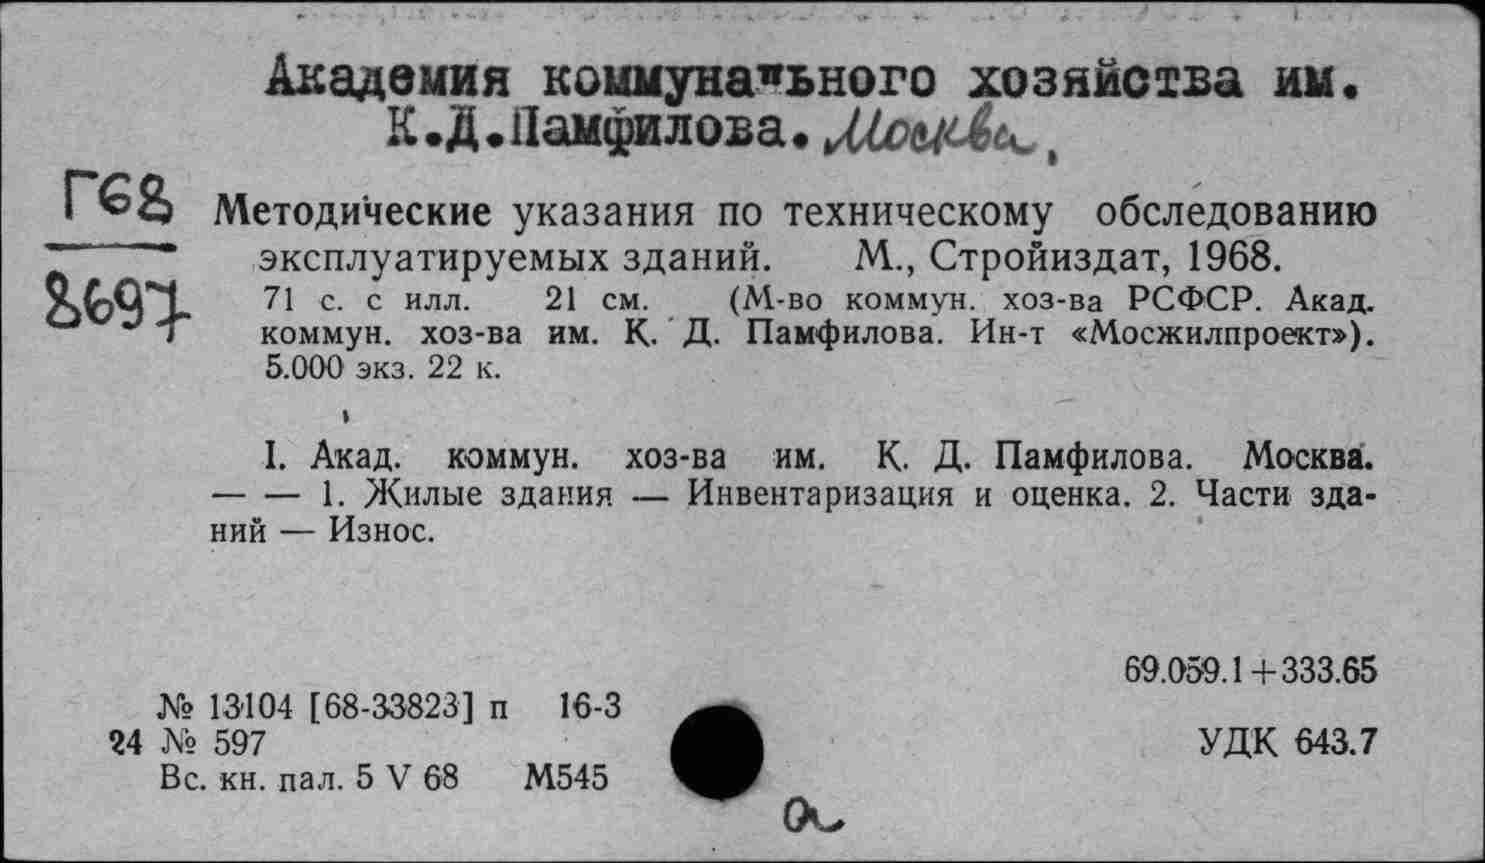 Академия коммунального хозяйства им.
К.Д.Памфилова. Москва,
Г68
8697
Методические указания по техническому обследованию
эксплуатируемых зданий. М., Стройиздат, 1968.
71 с. с илл. 21 см. (М-во коммун. хоз-ва РСФСР. Акад.
коммун. хоз-ва им. К. Д. Памфилова. Ин-т «Мосжилпроект»).
5.000 экз. 22 к.
I. Акад. коммун. хоз-ва им. К. Д. Памфилова. Москва.
— — 1. Жилые здания — Инвентаризация и оценка. 2. Части зда-
ний — Износ.
69.059.1+333.65
№ 13104 [68-33823] п 16-3
24 № 597
УДК 643.7
Вс. кн. пал. 5 V 68 М545